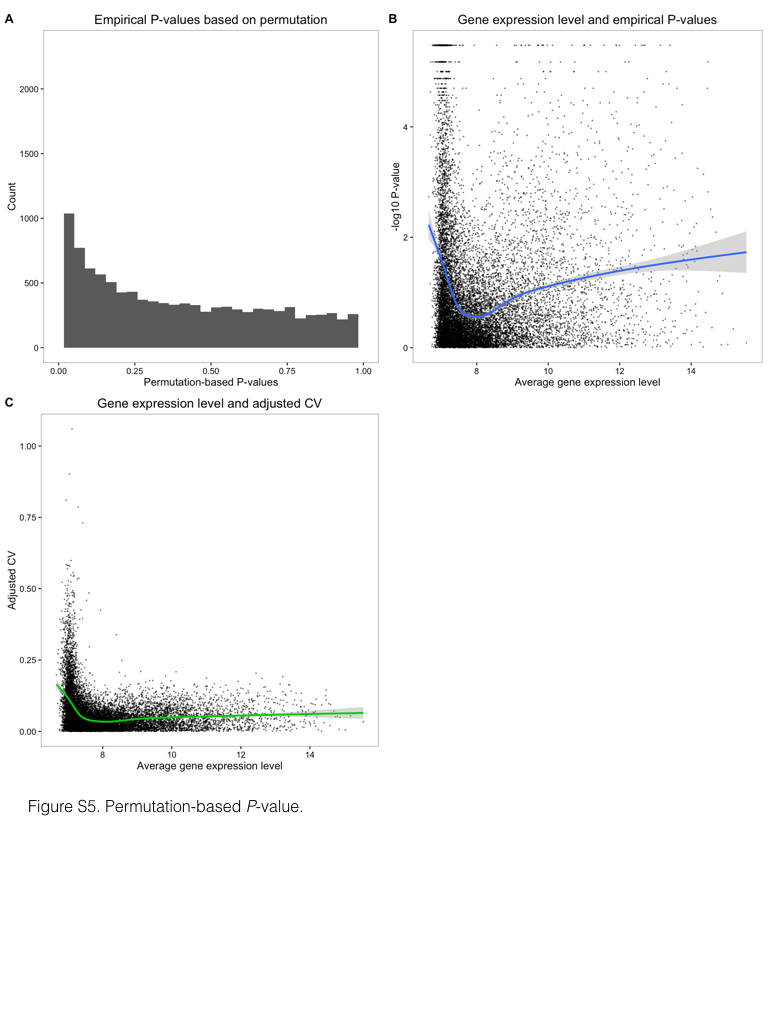 A
Empirical P-values based on permutation
Count
2000
1500
1000
500
0
0.00 0.25 0.50 0.75 1.00
Permutation-based P-values
B
Gene expression level and empirical P-values
-log10 P-value
4
2
0
8 10 12 14
Average gene expression level
C
Gene expression level and adjusted CV
Adjusted CV
1.00
0.75
0.50
0.25
0.00
8 10 12 14
Average gene expression level
Figure S5. Permutation-based P-value.